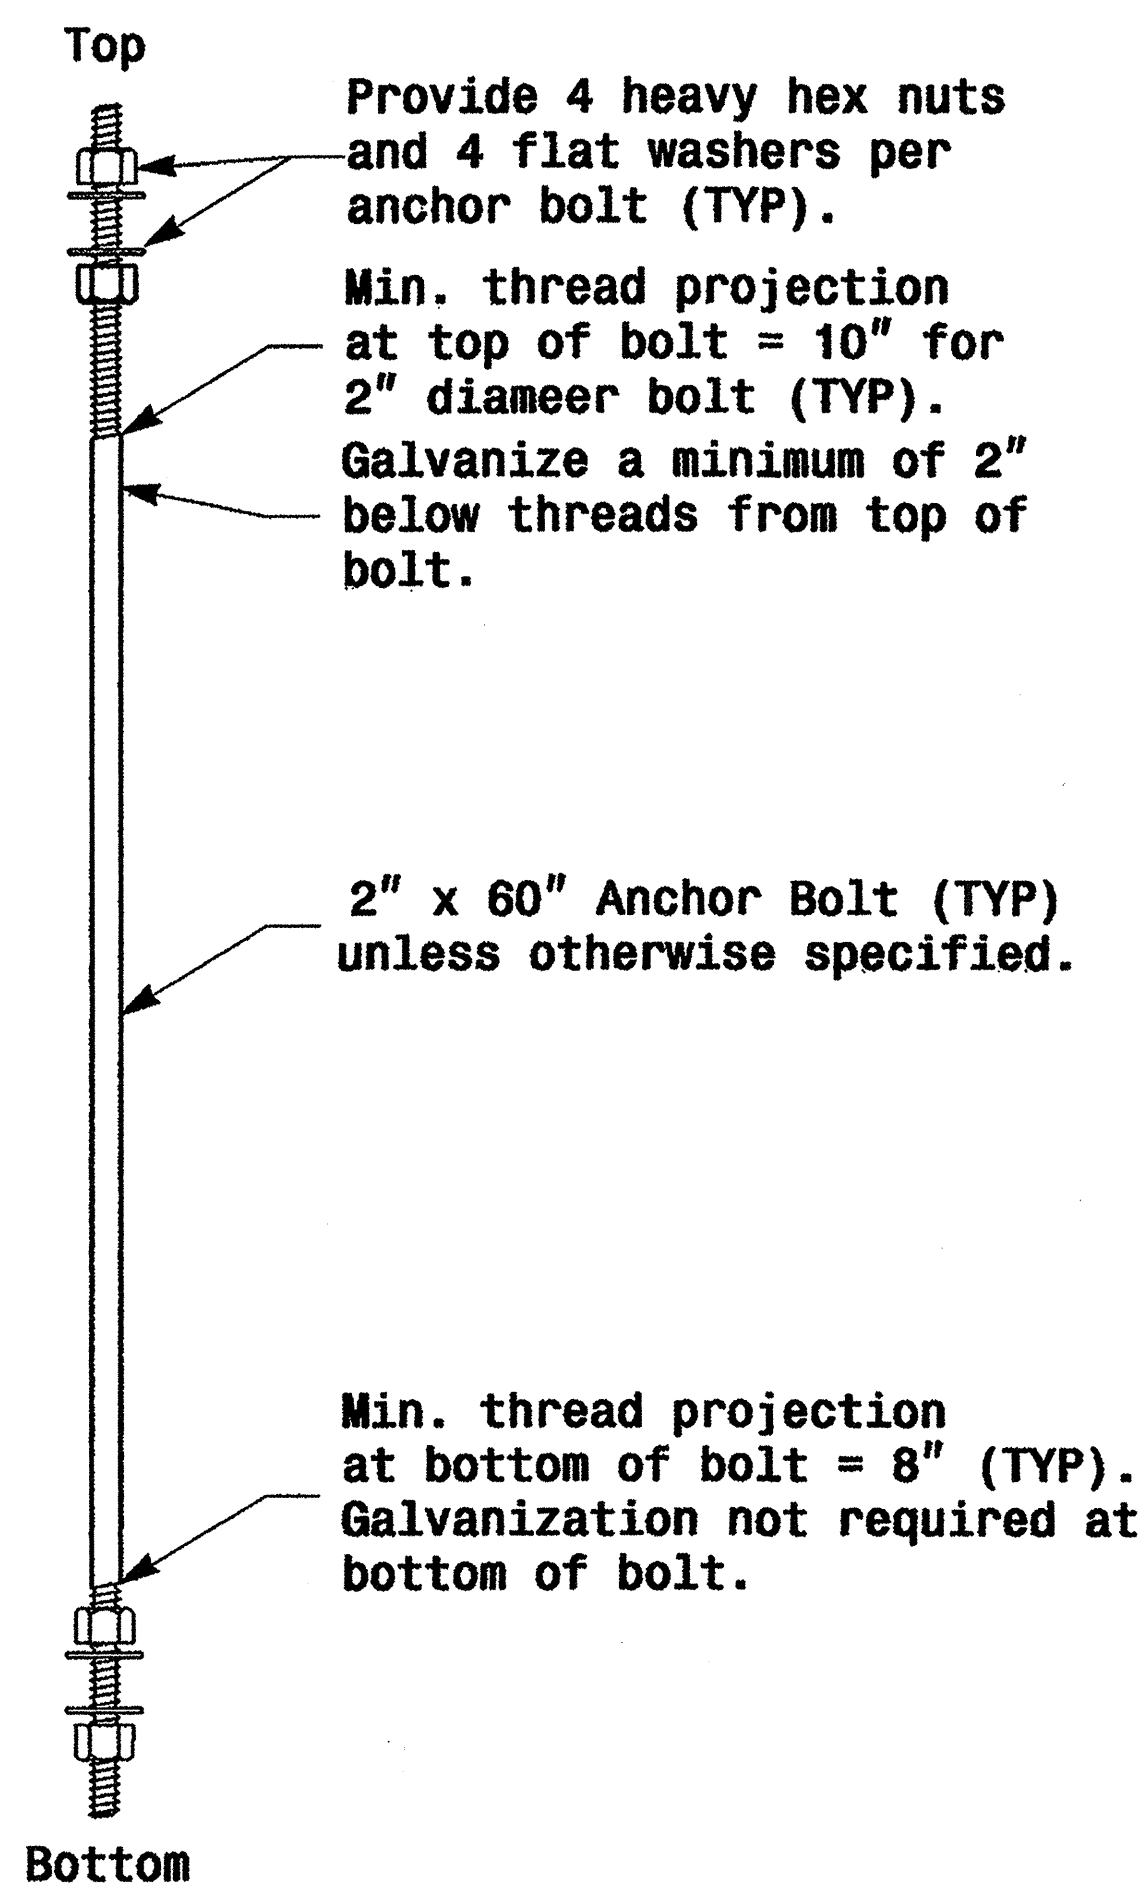 Top
Provide 4 heavy hex nuts
and 4 flat washers per
anchor bolt (TYP).
Min. thread projection
at top of bolt = 10" for
2" diameer bolt (TYP).
Galvanize a minimum of 2"
below threads from top of
bolt.
2" x 60" Anchor Bolt (TYP)
unless otherwise specified.
Min. thread projection
at bottom of bolt = 8" (TYP).
Galvanization not required at
bottom of bolt.
Bottom